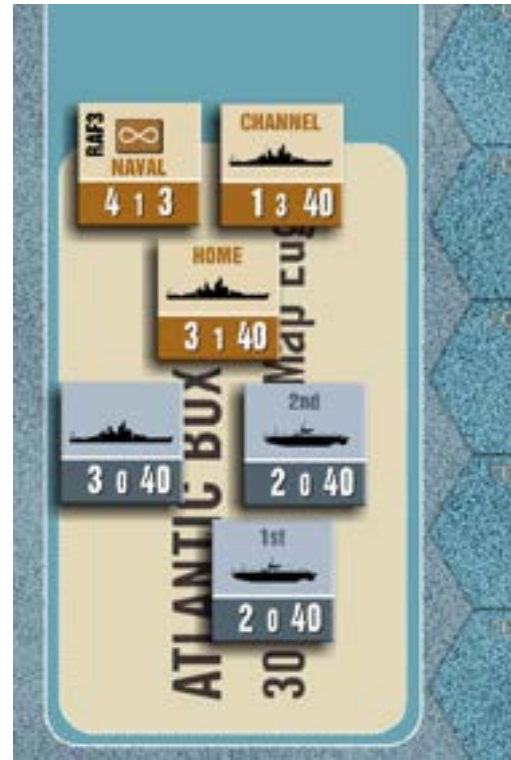 RAF3
NAVAL
4 1 3
CHANNEL
1 3 40
HOME
3 1 40
3 0 40
2nd
2 0 40
1st
2 0 40
ATLANTIC BOX
30
Map